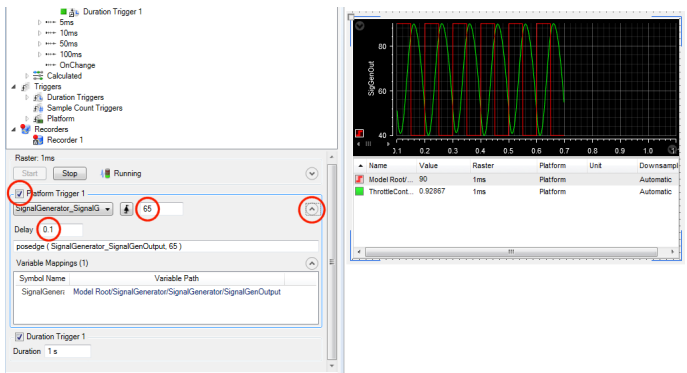 Duration Trigger 1
5ms
10ms
50ms
100ms
OnChange
Calculated
Triggers
Duration Triggers
Sample Count Triggers
Platform
Recorders
Recorder 1
Raster: 1ms
Start Stop Running
Platform Trigger 1
SignalGenerator_SignalG 65
Delay 0.1
posedge ( SignalGenerator_SignalGenOutput, 65 )
Variable Mappings (1)
Symbol Name Variable Path
SignalGenera Model Root/SignalGenerator/SignalGenerator/SignalGenOutput
Duration Trigger 1
Duration 1 s
SigGenOut
80
60
40
0.1 0.2 0.3 0.4 0.5 0.6 0.7 0.8 0.9 1.0
Name Value Raster Platform Unit Downsampl
Model Root/... 90 1ms Platform Automatic
ThrottleCont... 0.92867 1ms Platform Automatic